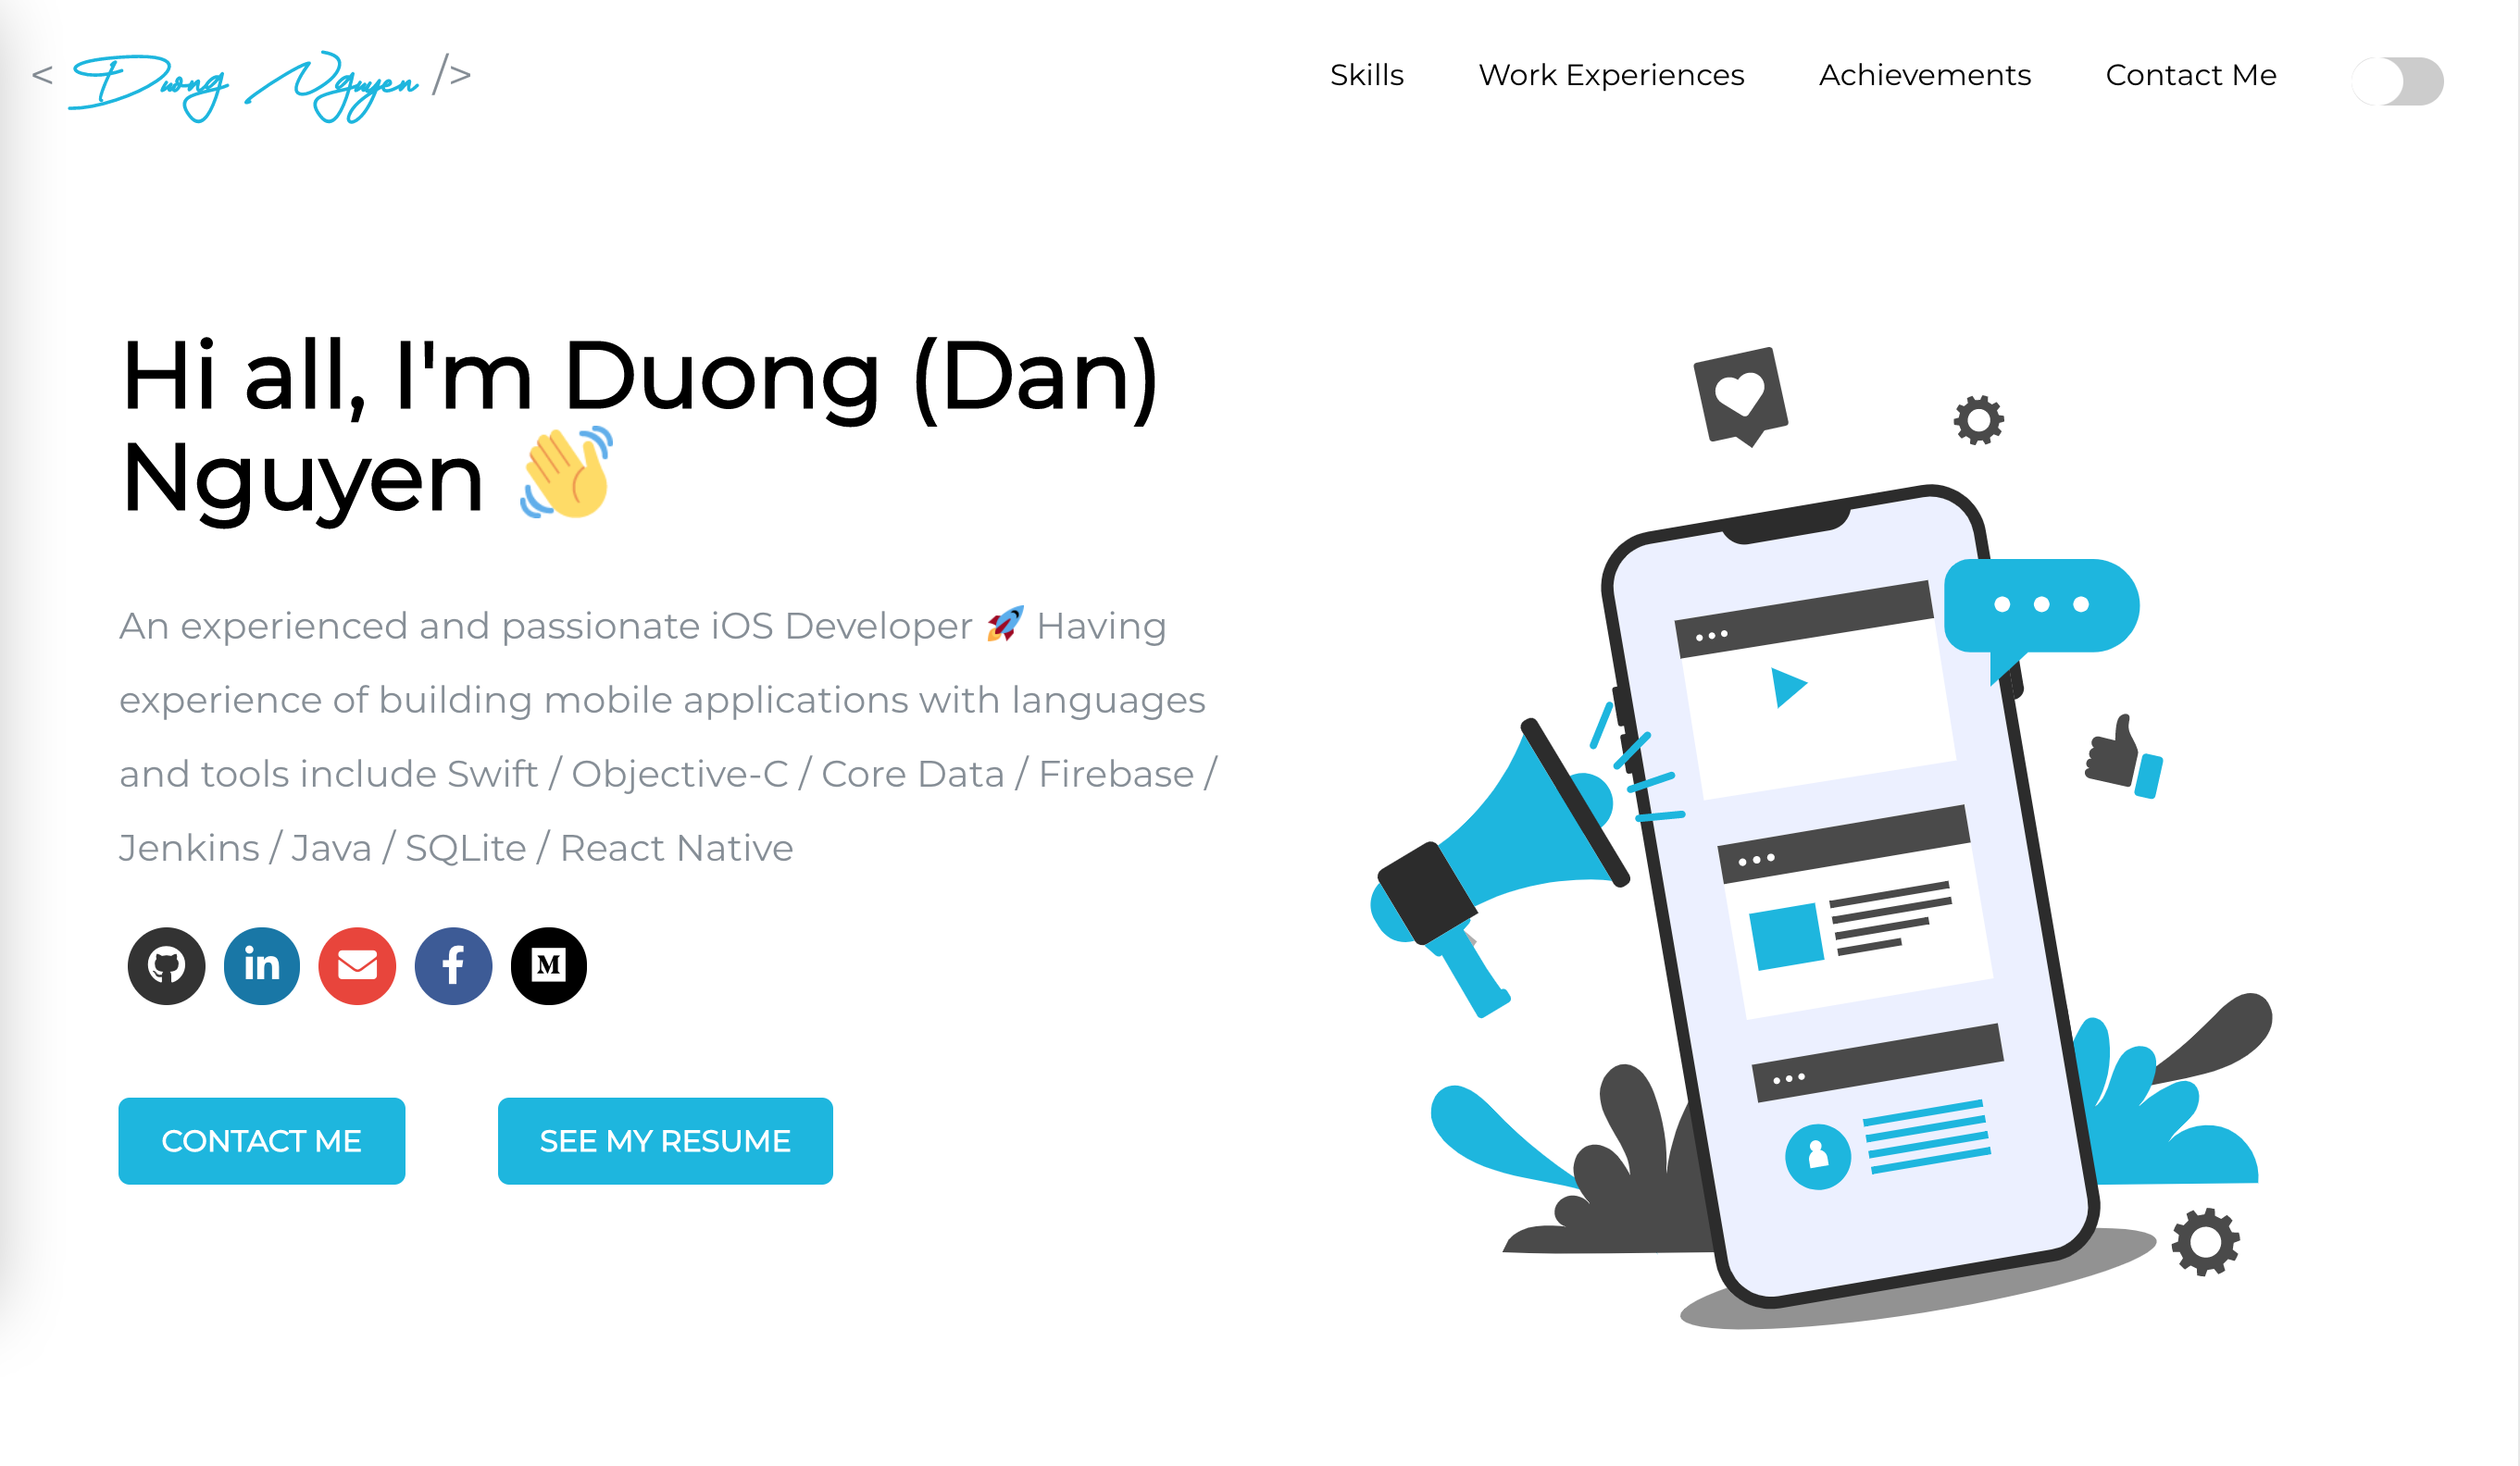 < Duong Nguyen />
Skills
Work Experiences
Achievements
Contact Me
Hi all, I'm Duong (Dan)
Nguyen 👋
An experienced and passionate iOS Developer 🚀 Having
experience of building mobile applications with languages
and tools include Swift / Objective-C / Core Data / Firebase /
Jenkins / Java / SQLite / React Native
CONTACT ME
SEE MY RESUME